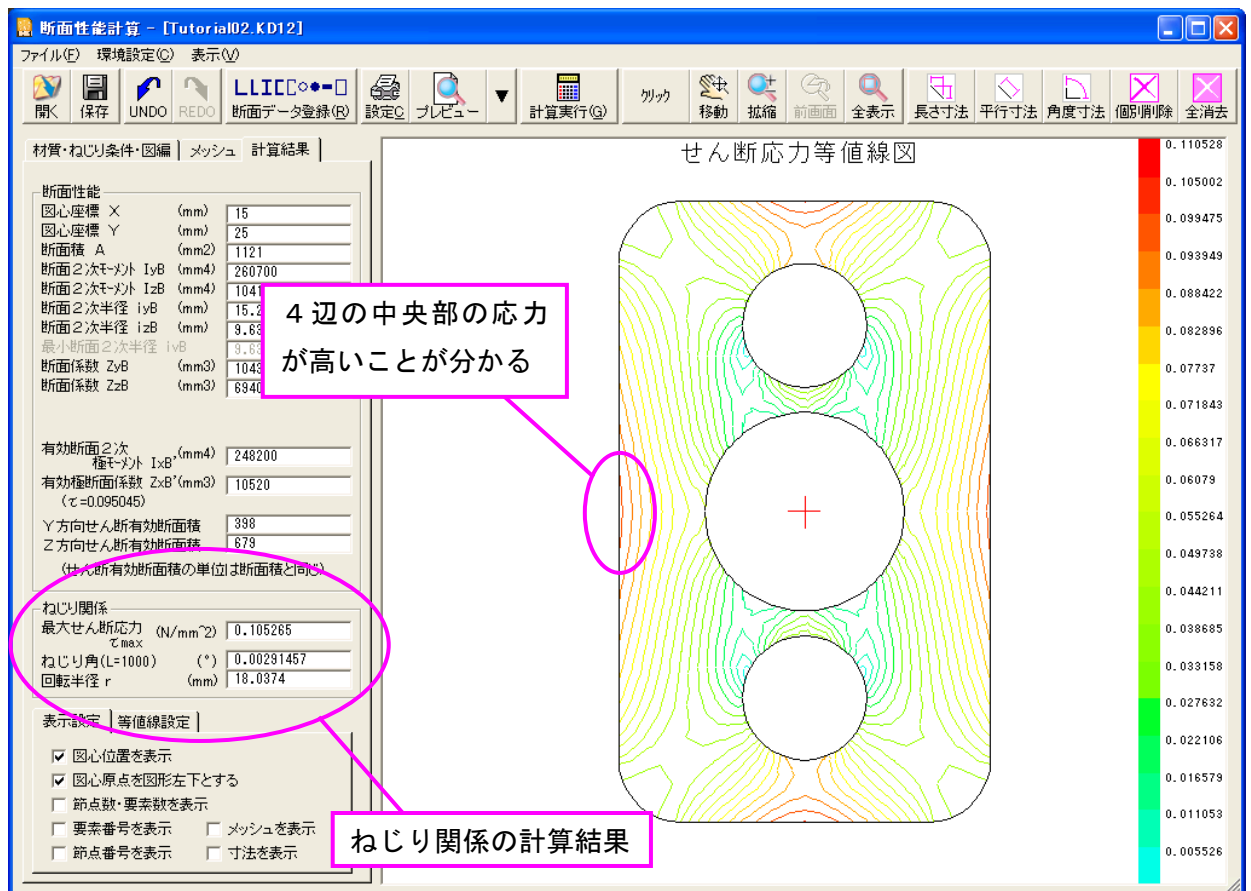 断面性能計算 - [Tutorial02.KD12]
ファイル(F) 環境設定(C) 表示(V)
開く 保存 UNDO REDO 断面データ登録(R) 設定C プレビュー ▼ 計算実行(G) クリック 移動 拡縮 前画面 全表示 長さ寸法 平行寸法 角度寸法 個別削除 全消去
材質・ねじり条件・図編 メッシュ 計算結果
せん断応力等値線図
断面性能
図心座標 X (mm) 15
図心座標 Y (mm) 25
断面積 A (mm2) 1121
断面2次モーメント IyB (mm4) 260700
断面2次モーメント IzB (mm4) 1041
断面2次半径 iyB (mm) 15.2
断面2次半径 izB (mm) 9.63
最小断面2次半径 ivB 9.63
断面係数 ZyB (mm3) 1043
断面係数 ZzB (mm3) 6940
有効断面2次
極モーメント IxB' (mm4) 248200
有効極断面係数 ZxB'(mm3) 10520
(τ=0.095045)
Y方向せん断有効断面積 398
Z方向せん断有効断面積 679
(せん断有効断面積の単位は断面積と同じ)
ねじり関係
最大せん断応力 (N/mm^2) 0.105265
τmax
ねじり角(L=1000) (°) 0.00291457
回転半径 r (mm) 18.0374
表示設定 等値線設定
図心位置を表示
図心原点を図形左下とする
節点数・要素数を表示
要素番号を表示 メッシュを表示
節点番号を表示 寸法を表示
4辺の中央部の応力
が高いことが分かる
ねじり関係の計算結果
0.110528
0.105002
0.099475
0.093949
0.088422
0.082896
0.07737
0.071843
0.066317
0.06079
0.055264
0.049738
0.044211
0.038685
0.033158
0.027632
0.022106
0.016579
0.011053
0.005526